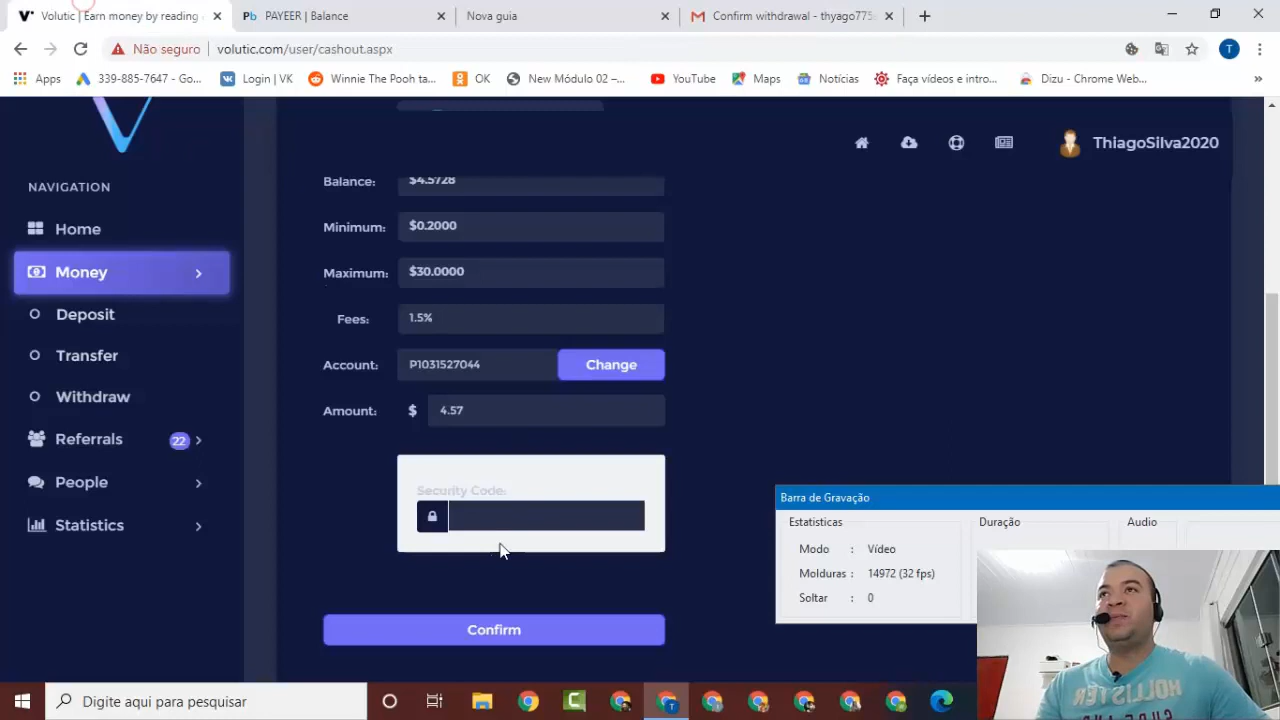 Volutic | Earn money by reading
PAYEER | Balance
Nova guia
Confirm withdrawal - thyago775
Não seguro
volutic.com/user/cashout.aspx
T
Apps
339-885-7647 - Go...
Login | VK
Winnie The Pooh ta...
OK
New Módulo 02 –...
YouTube
Maps
Notícias
Faça vídeos e intro...
Dizu - Chrome Web...
»
ThiagoSilva2020
NAVIGATION
Home
Money
Deposit
Transfer
Withdraw
Referrals 22
People
Statistics
Balance: $4.5728
Minimum: $0.2000
Maximum: $30.0000
Fees: 1.5%
Account: P1031527044 Change
Amount: $ 4.57
Security Code:
Confirm
Barra de Gravação
Estatisticas
Duração
Audio
Modo : Vídeo
Molduras : 14972 (32 fps)
Soltar : 0
HOLLISTER
Digite aqui para pesquisar